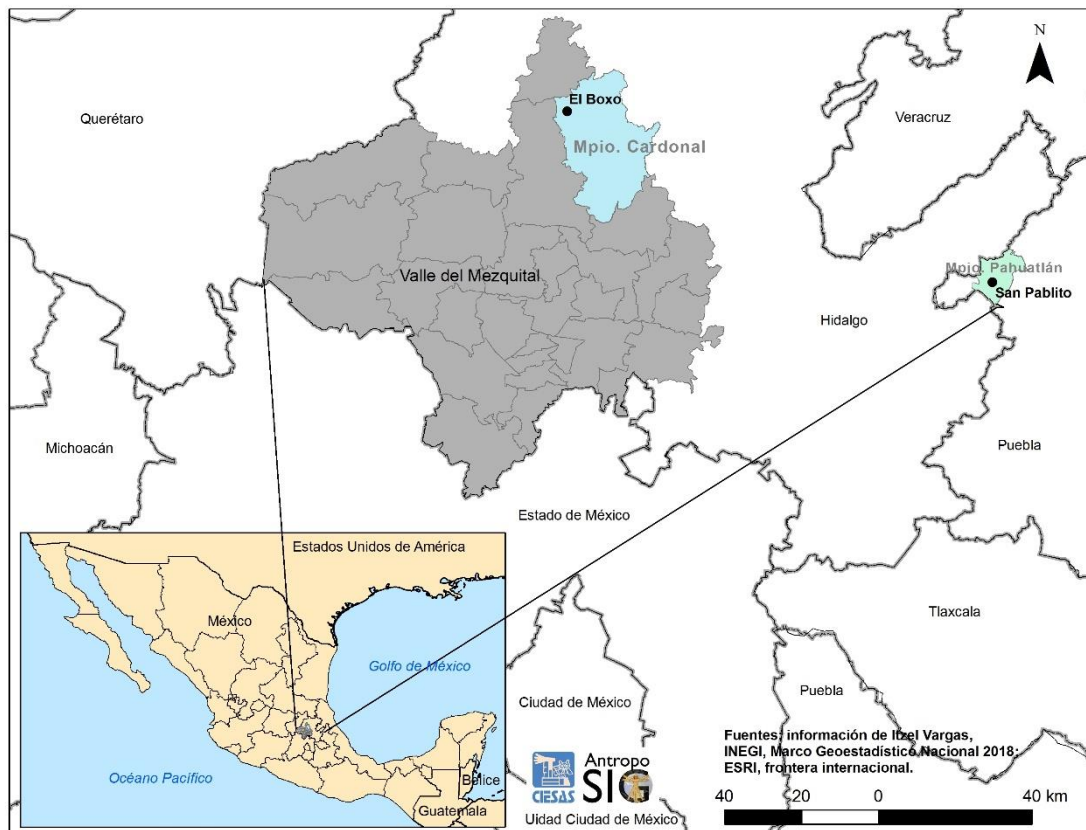 N
Querétaro
El Boxo
Veracruz
Mpio. Cardonal
Valle del Mezquital
Mpio. Pahuatlán
San Pablito
Hidalgo
Michoacán
Puebla
Estado de México
Estados Unidos de América
México
Golfo de México
Tlaxcala
Ciudad de México
Puebla
Océano Pacífico
Belice
Guatemala
Fuentes: información de Itzel Vargas,
INEGI, Marco Geoestadístico Nacional 2018;
ESRI, frontera internacional.
CIESAS
Antropo
SIG
Uidad Ciudad de México
40 20 0 40 km